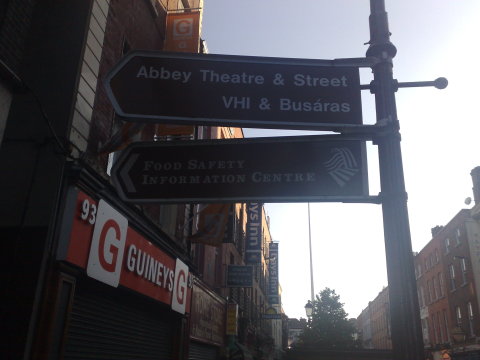 Abbey Theatre & Street
VHI & Busáras
FOOD SAFETY
INFORMATION CENTRE
93
G GUINEYS G
G